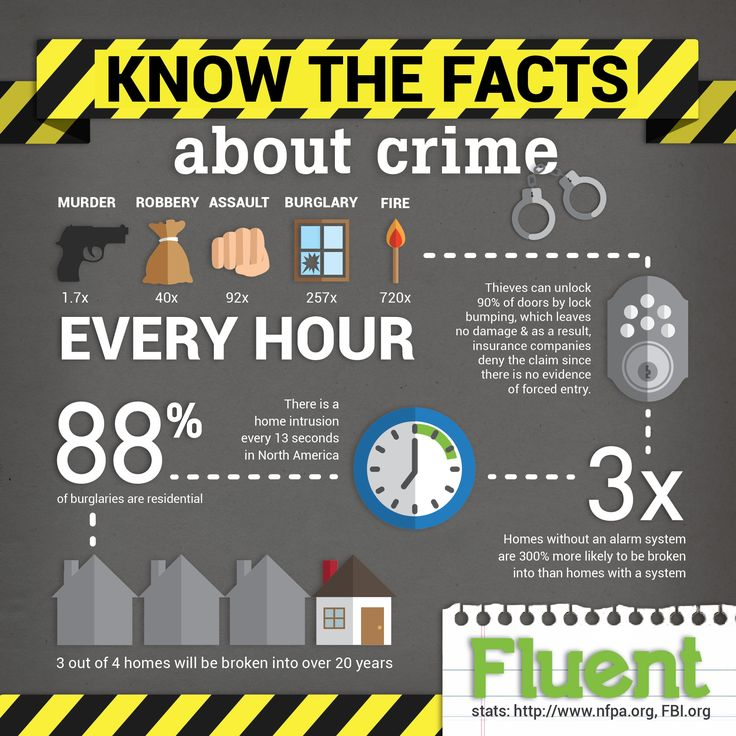 KNOW THE FACTS
about crime
MURDER ROBBERY ASSAULT BURGLARY FIRE
1.7x 40x 92x 257x 720x
EVERY HOUR
Thieves can unlock
90% of doors by lock
bumping, which leaves
no damage & as a result,
insurance companies
deny the claim since
there is no evidence
of forced entry.
88%
of burglaries are residential
There is a
home intrusion
every 13 seconds
in North America
3x
Homes without an alarm system
are 300% more likely to be broken
into than homes with a system
3 out of 4 homes will be broken into over 20 years
Fluent
stats: http://www.nfpa.org, FBI.org